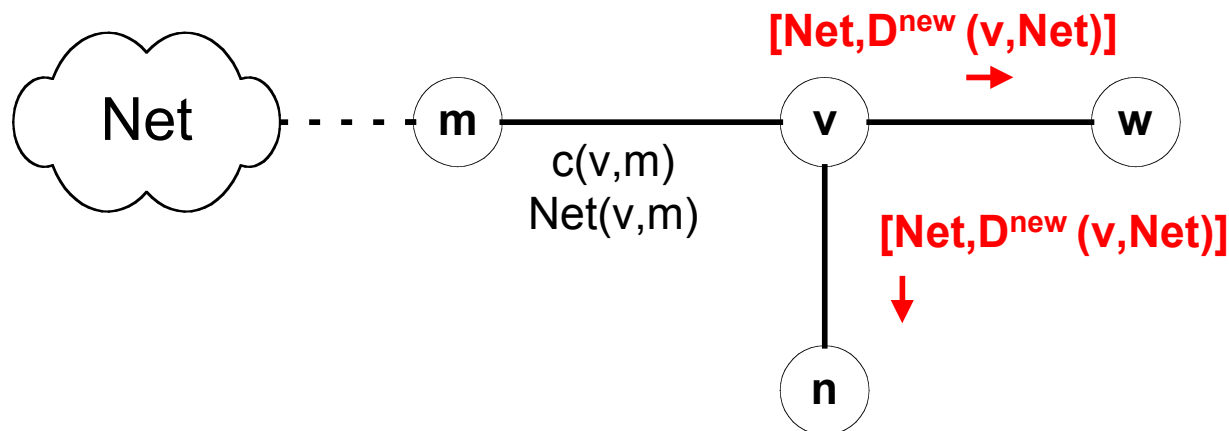 [Net,Dⁿᵉʷ (v,Net)]
Net
m
v
w
c(v,m)
Net(v,m)
[Net,Dⁿᵉʷ (v,Net)]
n